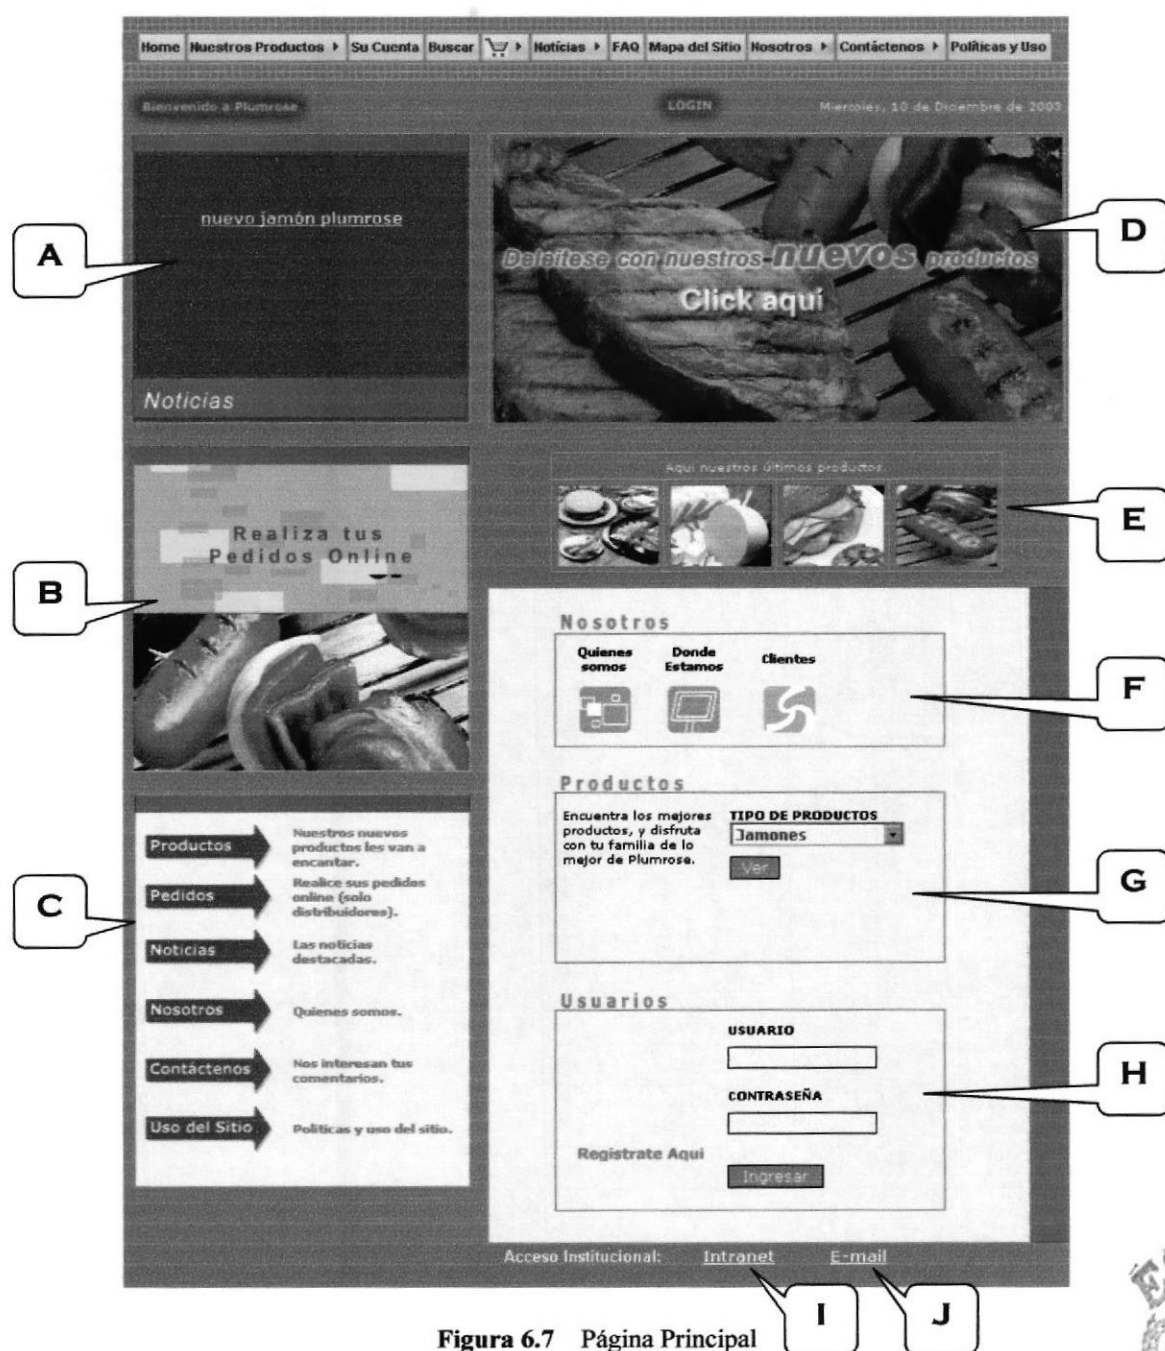 Home Nuestros Productos Su Cuenta Buscar Noticias FAQ Mapa del Sitio Nosotros Contáctenos Políticas y Uso
Bienvenido a Plumrose LOGIN Miercoles, 10 de Diciembre de 2003
nuevo jamón plumrose
A
D
Deleítese con nuestros nuevos productos
Click aquí
Noticias
Aqui nuestros últimos productos.
E
Realiza tus
Pedidos Online
B
Nosotros
Quienes somos
Donde Estamos
Clientes
F
Productos
Encuentra los mejores
productos, y disfruta
con tu familia de lo
mejor de Plumrose.
TIPO DE PRODUCTOS
Jamones
Ver
G
C
Productos
Nuestros nuevos
productos les van a
encantar.
Pedidos
Realice sus pedidos
online (solo
distribuidores).
Noticias
Las noticias
destacadas.
Nosotros
Quienes somos.
Contáctenos
Nos interesan tus
comentarios.
Uso del Sitio
Politicas y uso del sitio.
Usuarios
USUARIO
CONTRASEÑA
H
Registrate Aqui
Ingresar
Acceso Institucional: Intranet E-mail
I
J
Figura 6.7 Página Principal